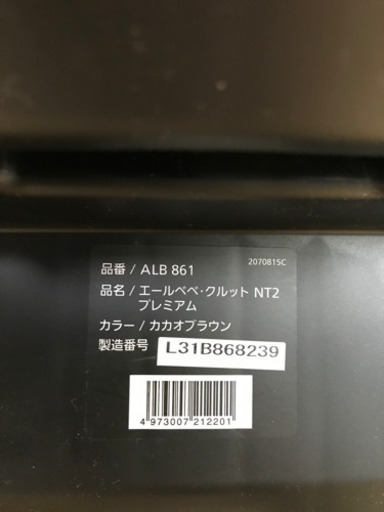 品番 / ALB 861
2070815C
品名 / エールベベ・クルット NT2
プレミアム
カラー / カカオブラウン
製造番号 L31B868239
4 973007 212201